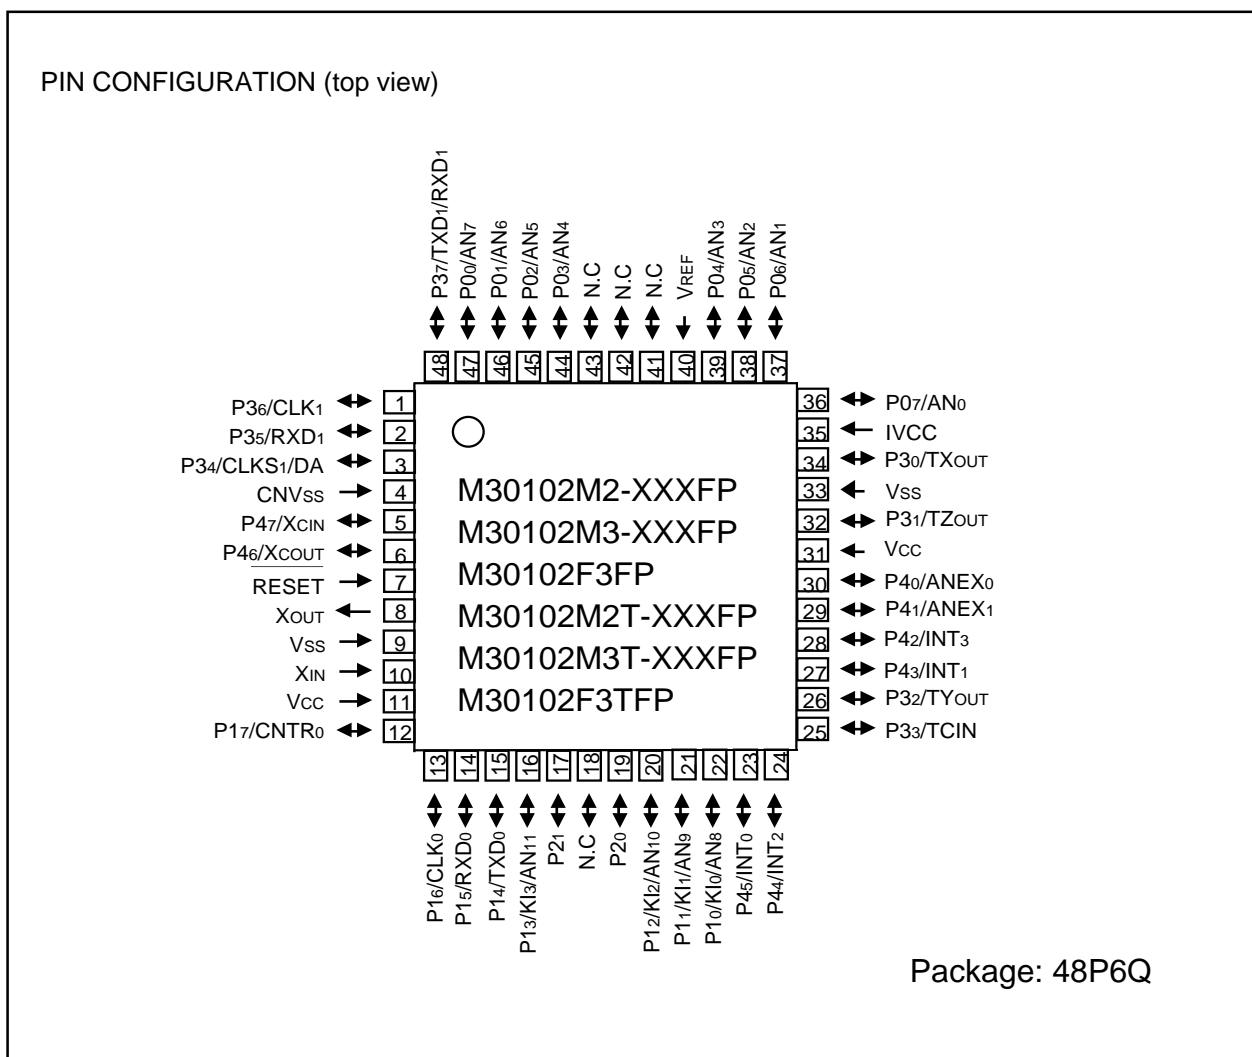 PIN CONFIGURATION (top view)
P37/TXD1/RXD1
P00/AN7
P01/AN6
P02/AN5
P03/AN4
N.C
N.C
N.C
VREF
P04/AN3
P05/AN2
P06/AN1
48
47
46
45
44
43
42
41
40
39
38
37
P36/CLK1 1
P35/RXD1 2
P34/CLKS1/DA 3
CNVSS 4
P47/XCIN 5
P46/XCOUT 6
RESET 7
XOUT 8
VSS 9
XIN 10
VCC 11
P17/CNTR0 12
M30102M2-XXXFP
M30102M3-XXXFP
M30102F3FP
M30102M2T-XXXFP
M30102M3T-XXXFP
M30102F3TFP
36 P07/AN0
35 IVCC
34 P30/TXOUT
33 VSS
32 P31/TZOUT
31 VCC
30 P40/ANEX0
29 P41/ANEX1
28 P42/INT3
27 P43/INT1
26 P32/TYOUT
25 P33/TCIN
13
14
15
16
17
18
19
20
21
22
23
24
P16/CLK0
P15/RXD0
P14/TXD0
P13/KI3/AN11
P21
N.C
P20
P12/KI2/AN10
P11/KI1/AN9
P10/KI0/AN8
P45/INT0
P44/INT2
Package: 48P6Q